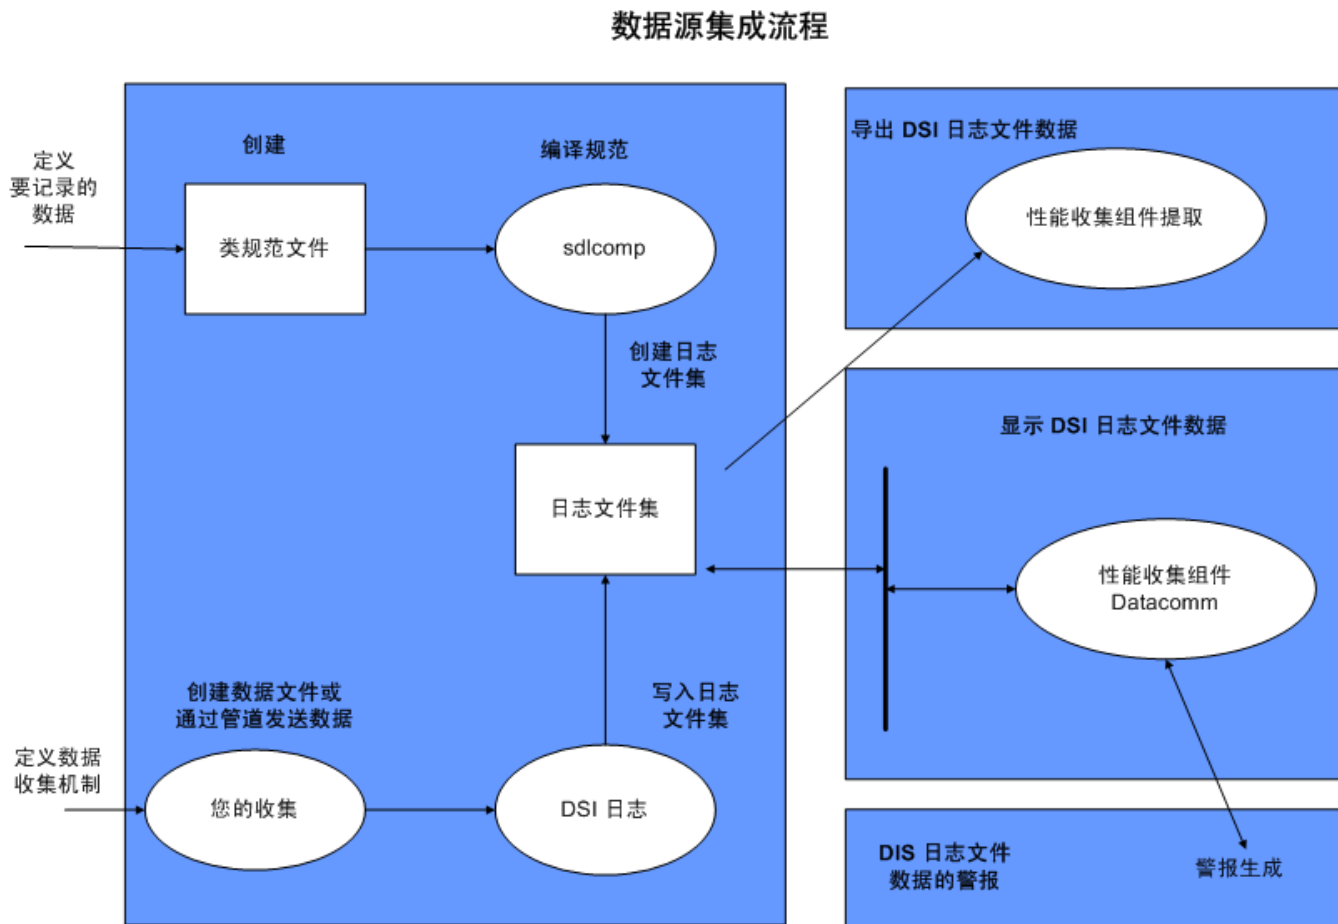 数据源集成流程
创建
编译规范
导出 DSI 日志文件数据
定义
要记录的
数据
类规范文件
sdlcomp
性能收集组件提取
创建日志
文件集
显示 DSI 日志文件数据
日志文件集
性能收集组件
Datacomm
创建数据文件或
通过管道发送数据
写入日志
文件集
定义数据
收集机制
您的收集
DSI 日志
DIS 日志文件
数据的警报
警报生成